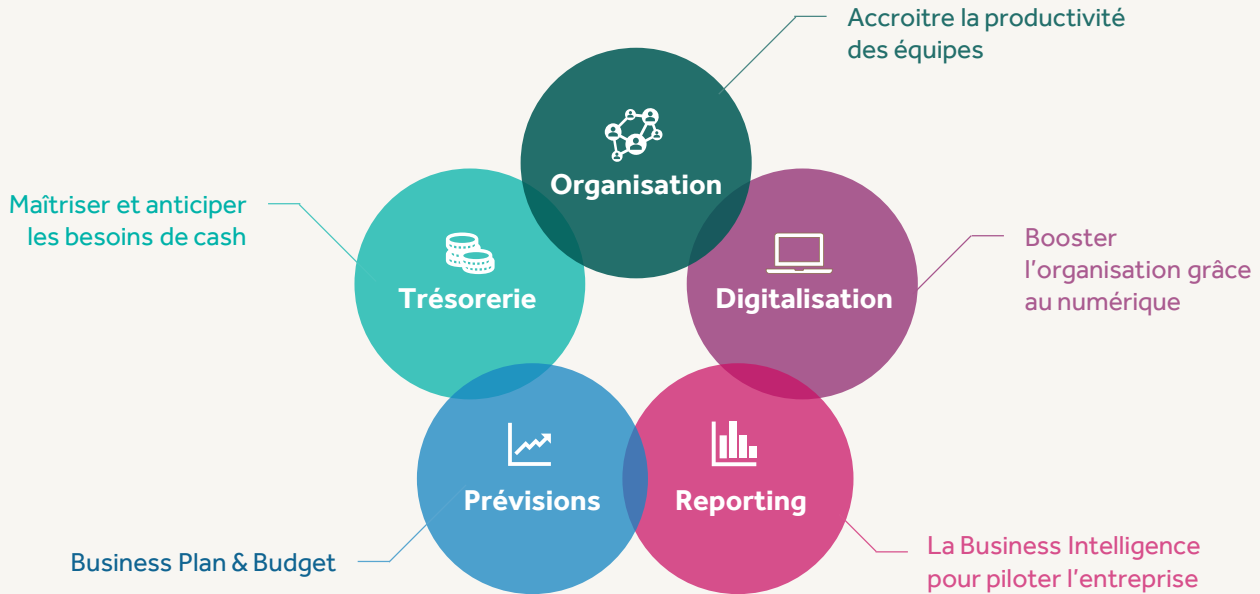 Accroitre la productivité
des équipes
Organisation
Maîtriser et anticiper
les besoins de cash
Trésorerie
Digitalisation
Booster
l'organisation grâce
au numérique
Prévisions
Reporting
Business Plan & Budget
La Business Intelligence
pour piloter l'entreprise